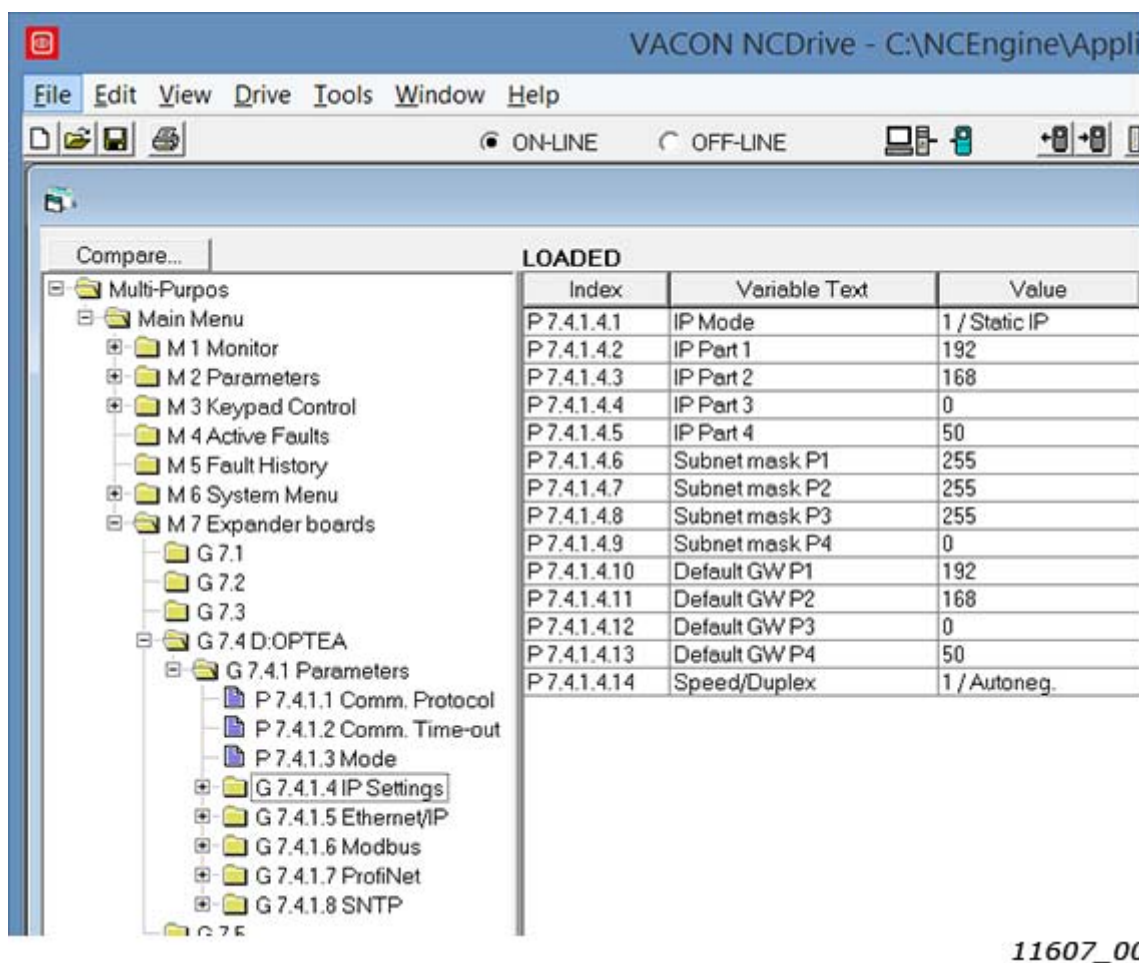 VACON NCDrive - C:\NCEngine\Appli
File Edit View Drive Tools Window Help
ON-LINE OFF-LINE
Compare...
LOADED
Multi-Purpos
Main Menu
M 1 Monitor
M 2 Parameters
M 3 Keypad Control
M 4 Active Faults
M 5 Fault History
M 6 System Menu
M 7 Expander boards
G 7.1
G 7.2
G 7.3
G 7.4 D:OPTEA
G 7.4.1 Parameters
P 7.4.1.1 Comm. Protocol
P 7.4.1.2 Comm. Time-out
P 7.4.1.3 Mode
G 7.4.1.4 IP Settings
G 7.4.1.5 Ethernet/IP
G 7.4.1.6 Modbus
G 7.4.1.7 ProfiNet
G 7.4.1.8 SNTP
Index Variable Text Value
P 7.4.1.4.1 IP Mode 1 / Static IP
P 7.4.1.4.2 IP Part 1 192
P 7.4.1.4.3 IP Part 2 168
P 7.4.1.4.4 IP Part 3 0
P 7.4.1.4.5 IP Part 4 50
P 7.4.1.4.6 Subnet mask P1 255
P 7.4.1.4.7 Subnet mask P2 255
P 7.4.1.4.8 Subnet mask P3 255
P 7.4.1.4.9 Subnet mask P4 0
P 7.4.1.4.10 Default GW P1 192
P 7.4.1.4.11 Default GW P2 168
P 7.4.1.4.12 Default GW P3 0
P 7.4.1.4.13 Default GW P4 50
P 7.4.1.4.14 Speed/Duplex 1 / Autoneg.
11607_00